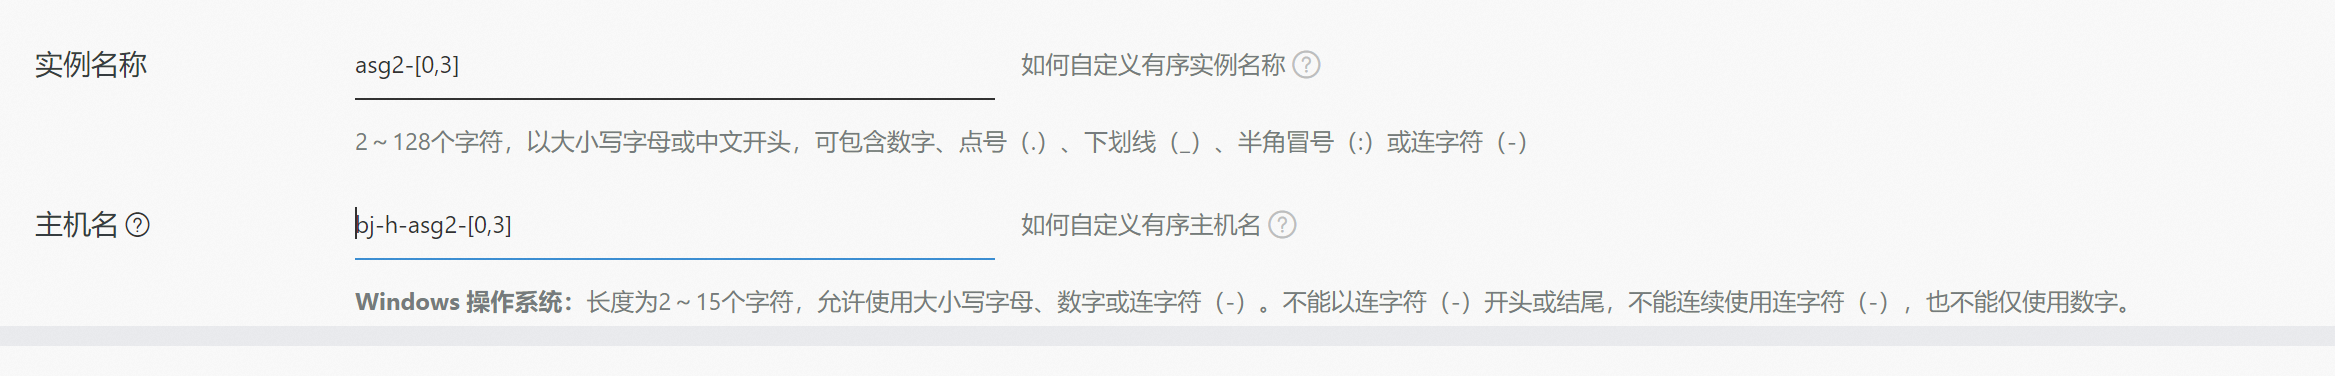 实例名称 asg2-[0,3] 如何自定义有序实例名称 ?
2～128个字符，以大小写字母或中文开头，可包含数字、点号（.）、下划线（_）、半角冒号（:）或连字符（-）
主机名 ? bj-h-asg2-[0,3] 如何自定义有序主机名 ?
Windows 操作系统：长度为2～15个字符，允许使用大小写字母、数字或连字符（-）。不能以连字符（-）开头或结尾，不能连续使用连字符（-），也不能仅使用数字。